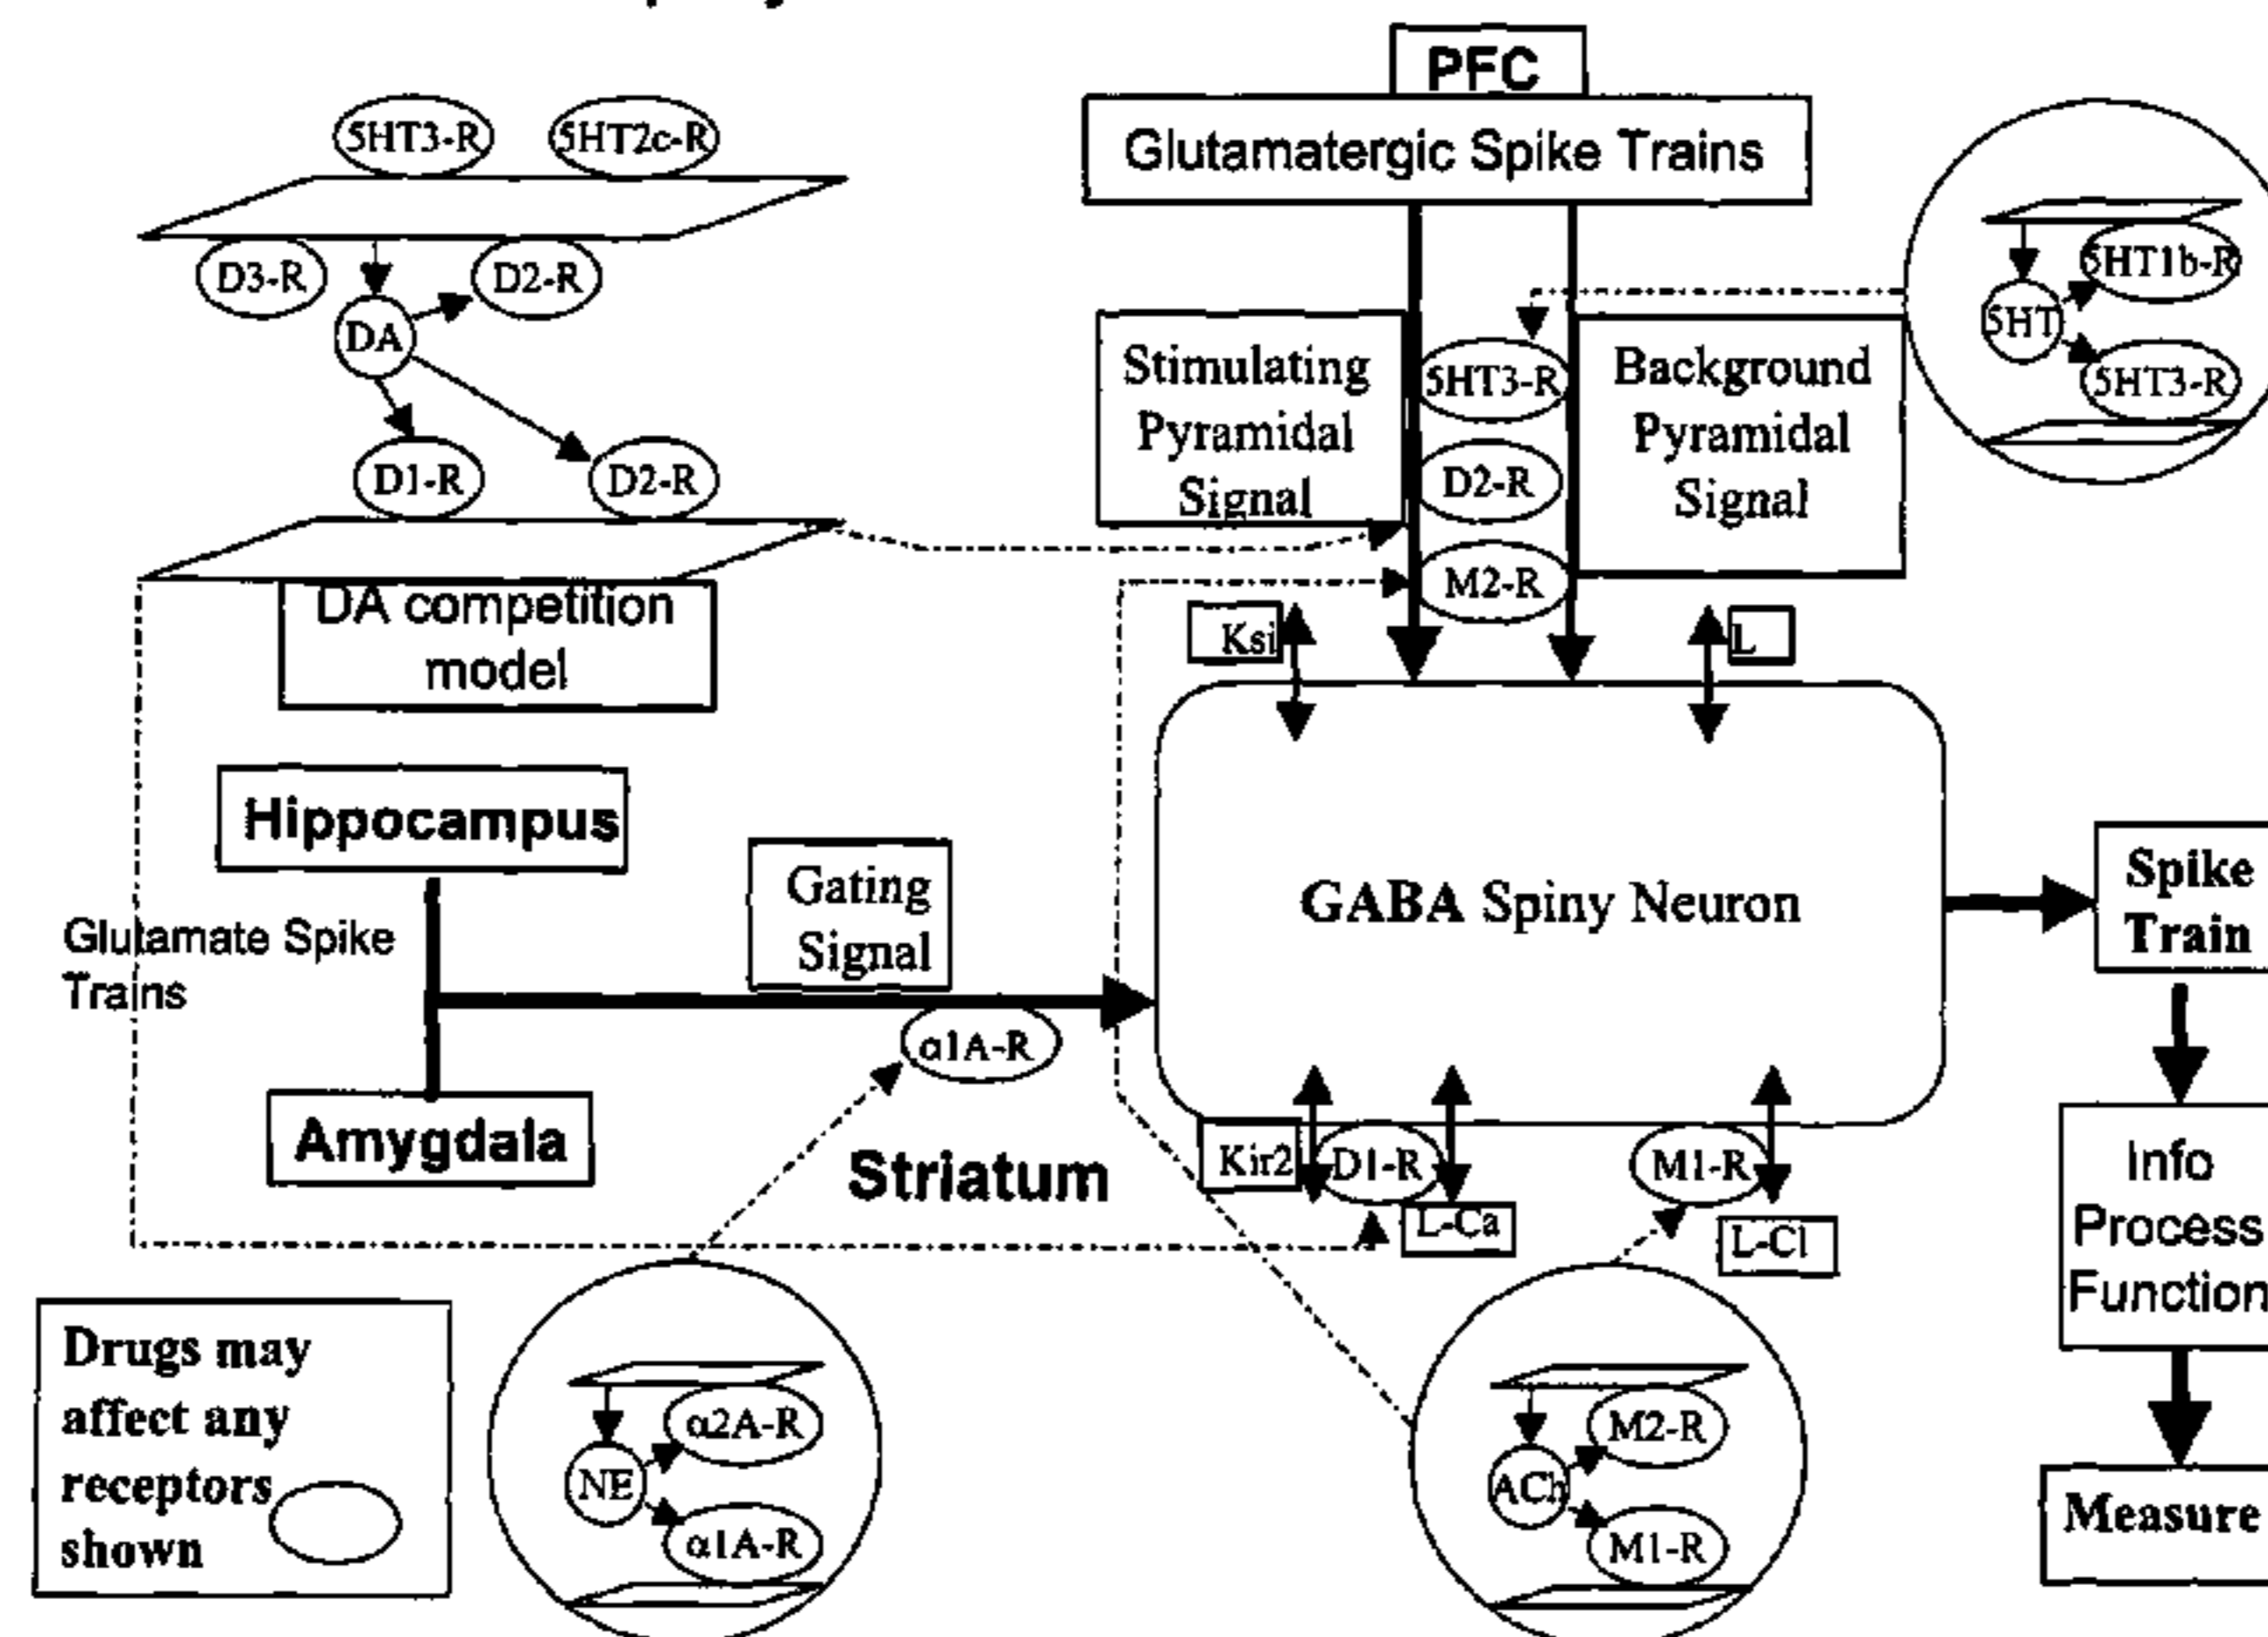 PFC
Glutamatergic Spike Trains
5HT3-R
5HT2c-R
D3-R
D2-R
DA
D1-R
D2-R
DA competition
model
Stimulating
Pyramidal
Signal
5HT3-R
D2-R
M2-R
Background
Pyramidal
Signal
5HT1b-R
5HT
5HT3-R
Ksi
L
Hippocampus
Glutamate Spike
Trains
Amygdala
Gating
Signal
α1A-R
Striatum
GABA Spiny Neuron
Kir2
D1-R
L-Ca
M1-R
L-Cl
Spike
Train
Info
Process
Function
Measure
Drugs may
affect any
receptors
shown
α2A-R
NE
α1A-R
M2-R
ACh
M1-R